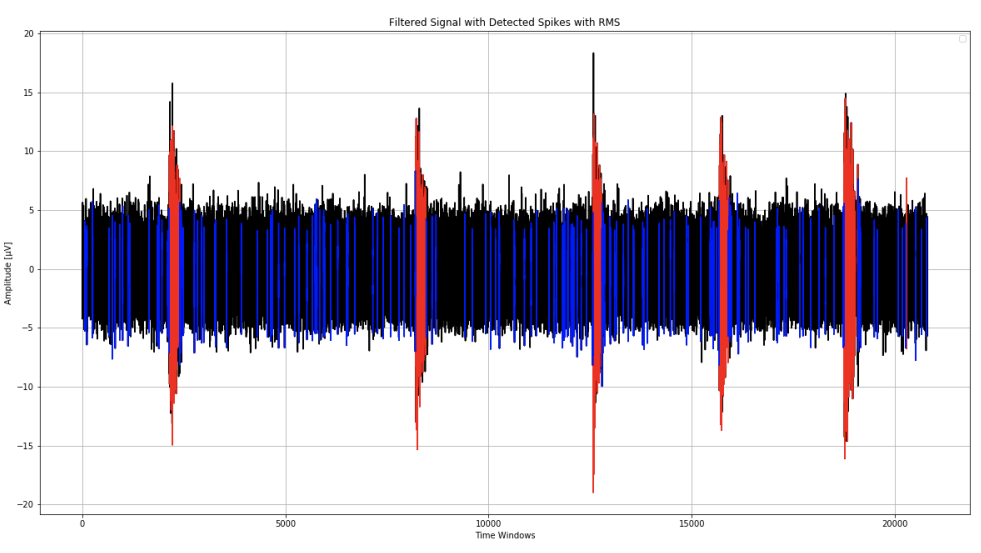 Filtered Signal with Detected Spikes with RMS
20
15
10
5
0
−5
−10
−15
−20
Amplitude [µV]
0 5000 10000 15000 20000
Time Windows